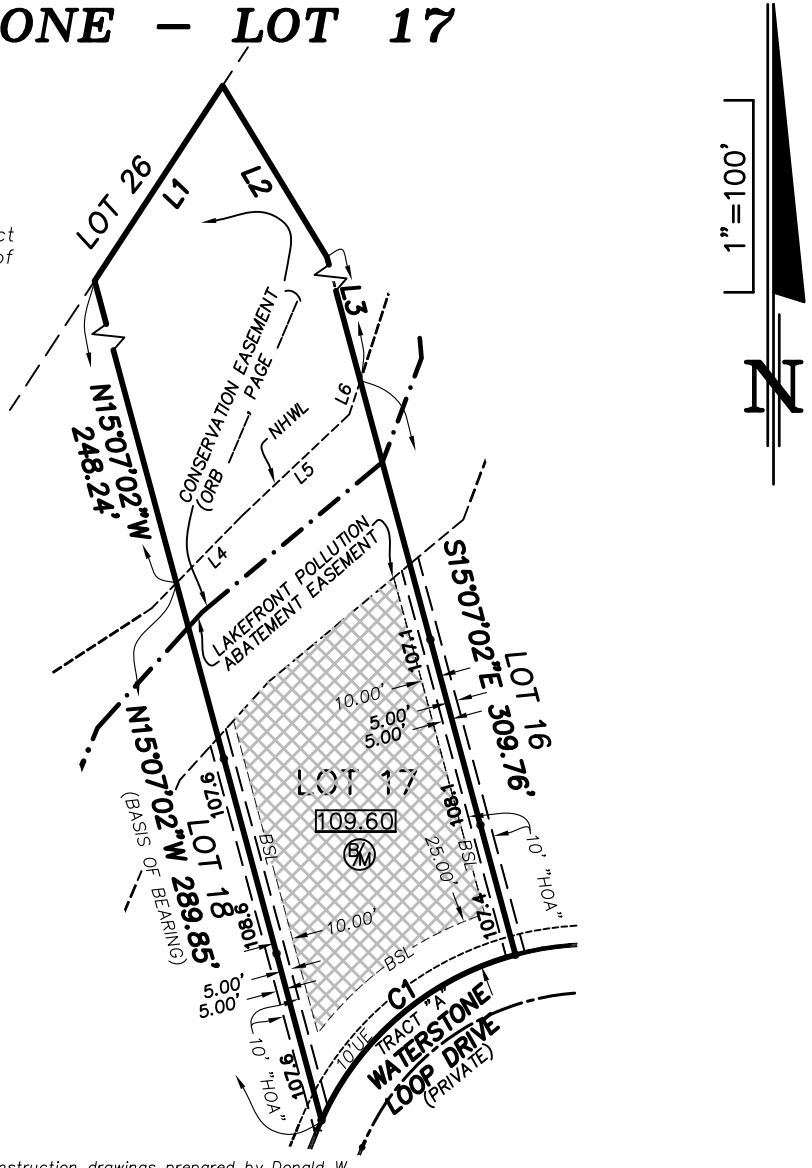 ONE - LOT 17
1"=100'
N
LOT 26
L1
L2
ct
of
L3
CONSERVATION EASEMENT
(ORB ____, PAGE ____)
L6
NHWL
L5
L4
N15°07'02"W
248.24'
LAKEFRONT POLLUTION
ABATEMENT EASEMENT
S15°07'02"E 309.76'
LOT 16
107.1
10.00'
5.00'
5.00'
LOT 17
109.60
B/M
107.6
N15°07'02"W 289.85'
(BASIS OF BEARING)
LOT 18
BSL
108.1
BSL
25.00'
10' "HOA"
107.4
108.6
10.00'
BSL
5.00'
5.00'
C1
10'UE
TRACT "A"
WATERSTONE
LOOP DRIVE
(PRIVATE)
10' "HOA"
107.6
nstruction drawings prepared by Donald W.